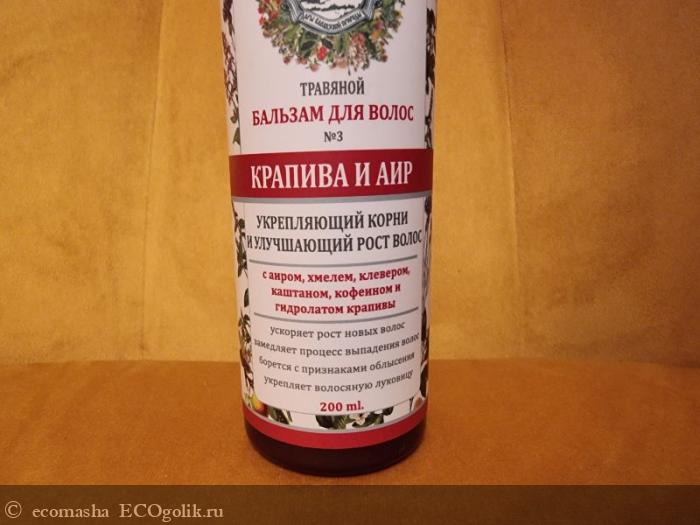 ТРАВЯНОЙ
БАЛЬЗАМ ДЛЯ ВОЛОС
№3
КРАПИВА И АИР
УКРЕПЛЯЮЩИЙ КОРНИ
И УЛУЧШАЮЩИЙ РОСТ ВОЛОС
с аиром, хмелем, клевером,
каштаном, кофеином и
гидролатом крапивы
ускоряет рост новых волос
замедляет процесс выпадения волос
борется с признаками облысения
укрепляет волосяную луковицу
200 ml.
© ecomasha ECOgolik.ru